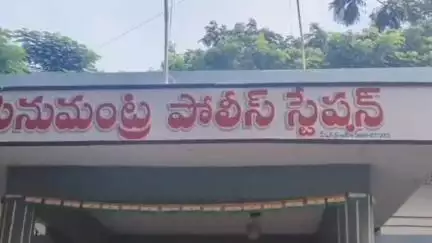 పెనుమంట్ర పోలీస్ స్టేషన్